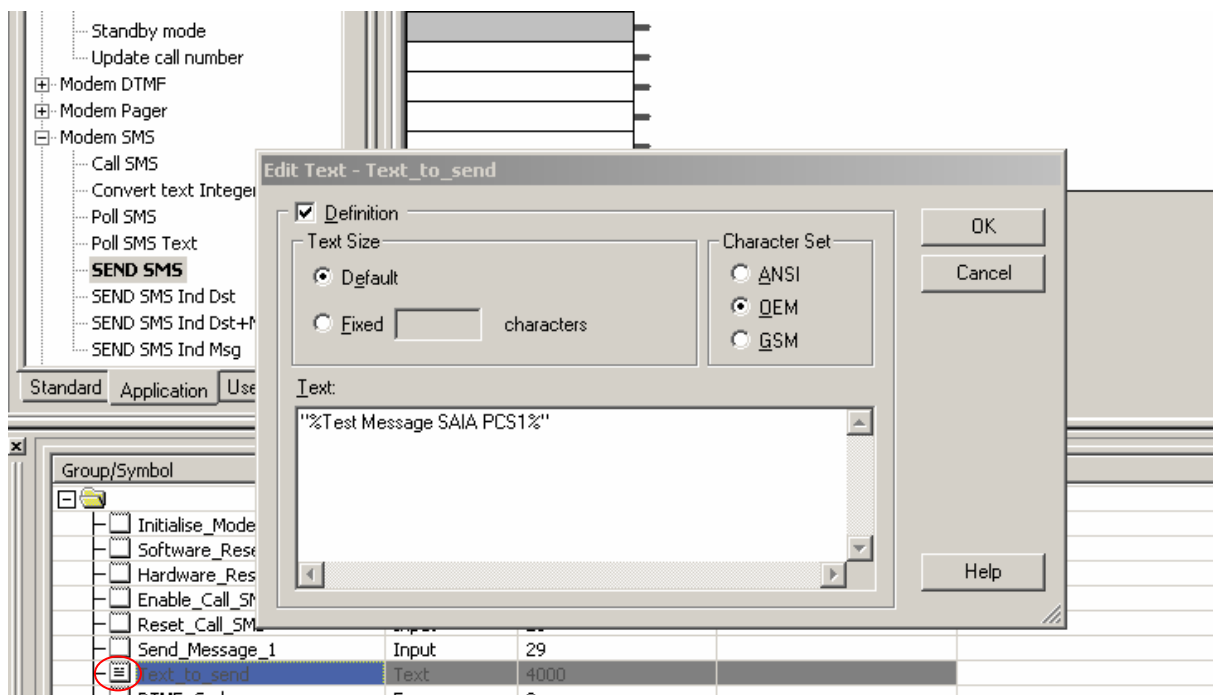 Standby mode
Update call number
Modem DTMF
Modem Pager
Modem SMS
Call SMS
Convert text Integer
Poll SMS
Poll SMS Text
SEND SMS
SEND SMS Ind Dst
SEND SMS Ind Dst+M
SEND SMS Ind Msg
Standard Application Use
Edit Text - Text_to_send
Definition
Text Size
Default
Fixed characters
Character Set
ANSI
OEM
GSM
OK
Cancel
Text:
"%Test Message SAIA PCS1%"
Help
Group/Symbol
Initialise_Mode
Software_Rese
Hardware_Res
Enable_Call_SM
Reset_Call_SMS
Send_Message_1 Input 29
Text_to_send Text 4000